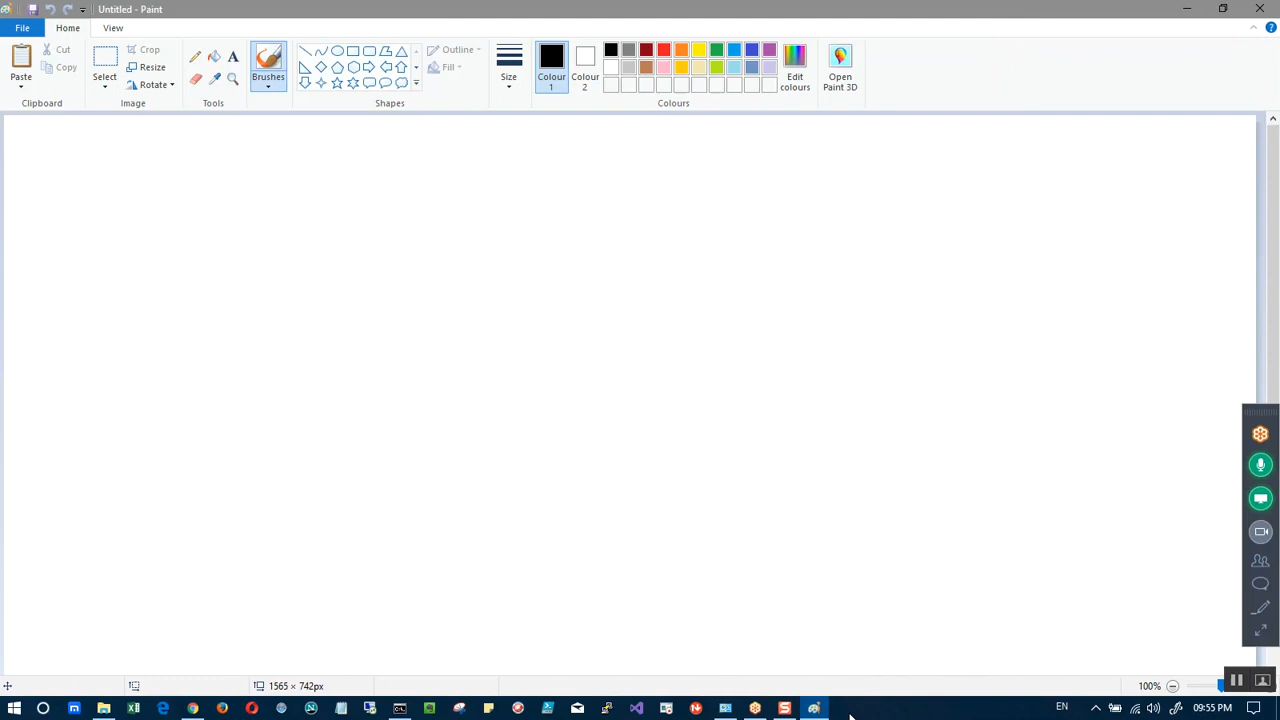 Untitled - Paint
File Home View
Paste
Cut
Copy
Clipboard
Select
Crop
Resize
Rotate
Image
Tools
Brushes
Outline
Fill
Shapes
Size
Colour 1
Colour 2
Edit colours
Colours
Open Paint 3D
1565 × 742px
100%
EN
09:55 PM